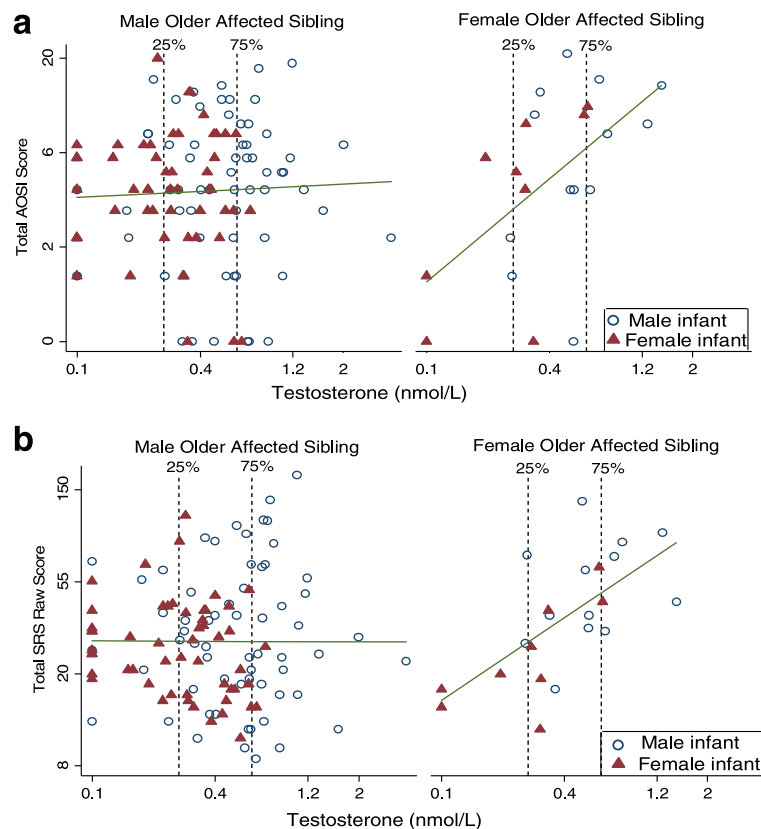 a
Male Older Affected Sibling
Female Older Affected Sibling
25%
75%
25%
75%
Total AOSI Score
20
6
2
0
0.1
0.4
1.2
2
0.1
0.4
1.2
2
Male infant
Female infant
Testosterone (nmol/L)
b
Male Older Affected Sibling
Female Older Affected Sibling
25%
75%
25%
75%
Total SRS Raw Score
150
55
20
8
0.1
0.4
1.2
2
0.1
0.4
1.2
2
Male infant
Female infant
Testosterone (nmol/L)